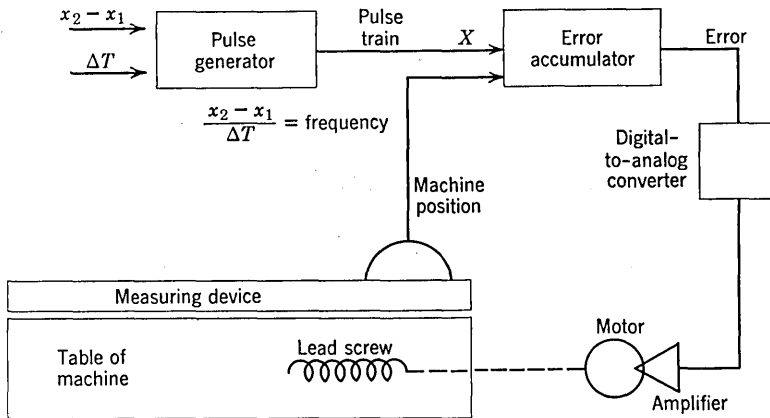 x₂ − x₁
ΔT
Pulse
generator
Pulse
train
X
Error
accumulator
Error
x₂ − x₁
ΔT
= frequency
Digital–
to–analog
converter
Machine
position
Measuring device
Table of
machine
Lead screw
Motor
Amplifier